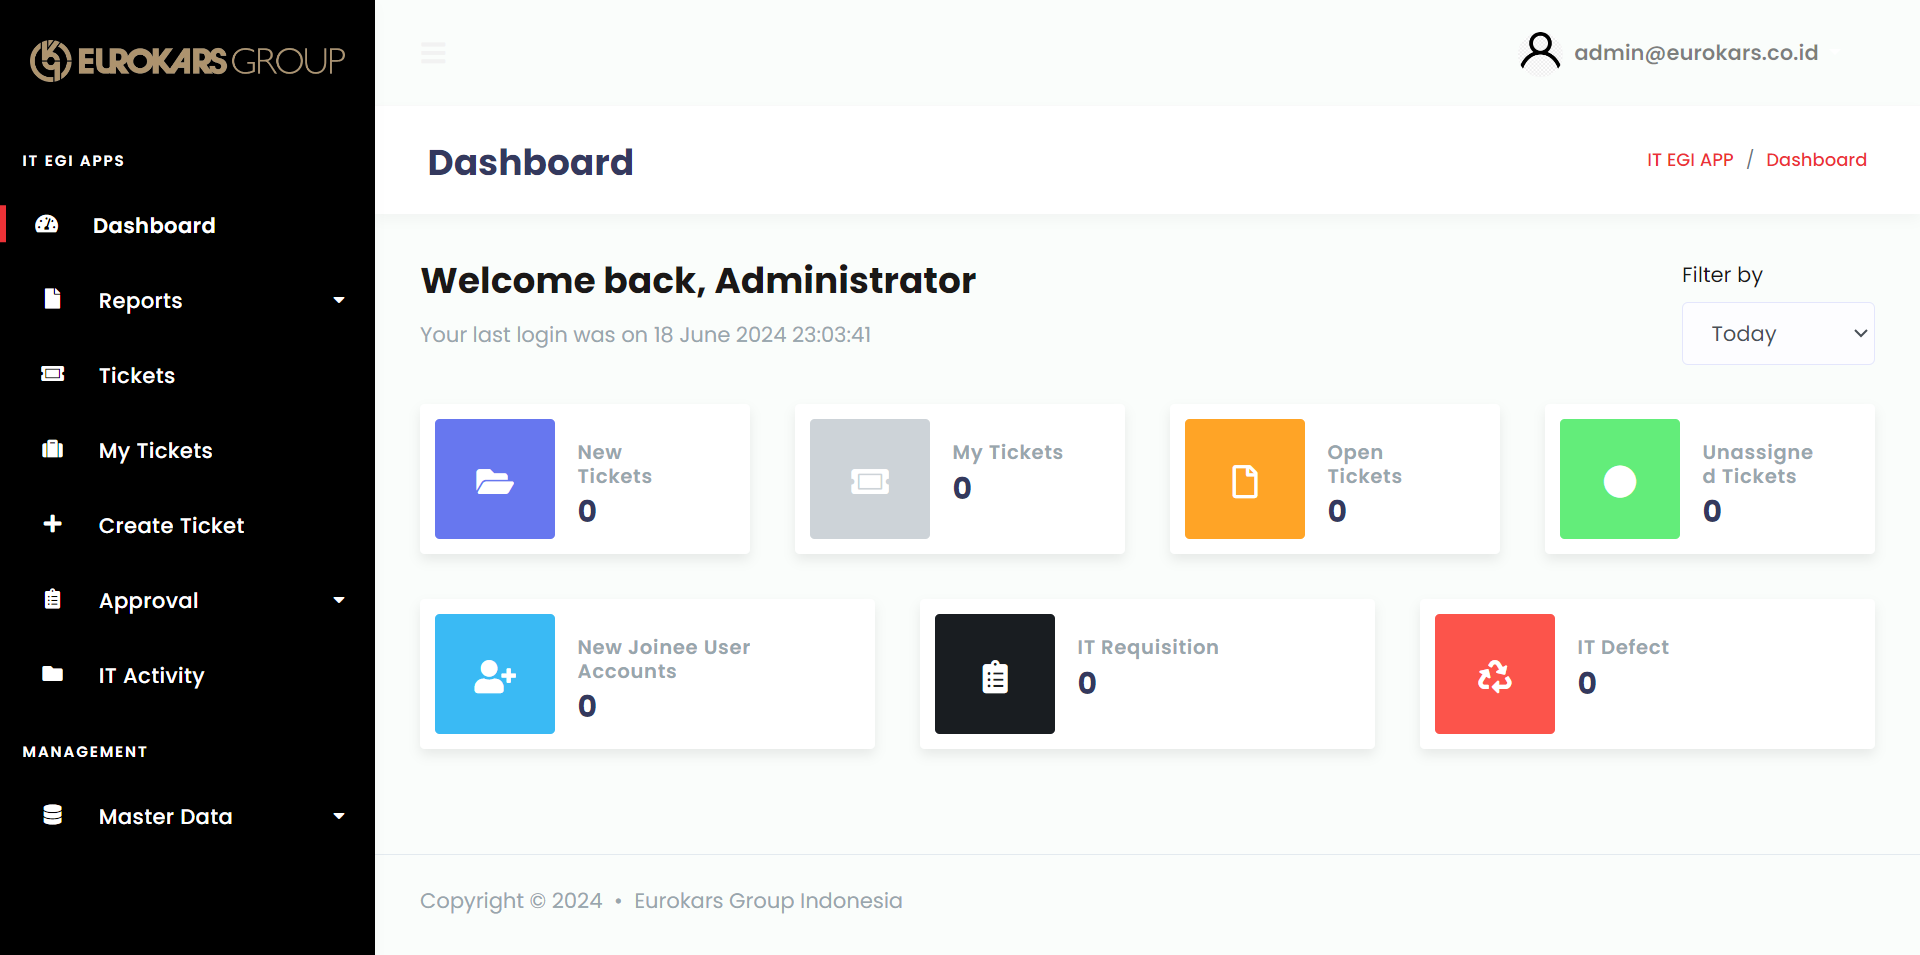 EUROKARS GROUP
admin@eurokars.co.id
IT EGI APPS
Dashboard
Reports
Tickets
My Tickets
Create Ticket
Approval
IT Activity
MANAGEMENT
Master Data
Dashboard
IT EGI APP / Dashboard
Welcome back, Administrator
Your last login was on 18 June 2024 23:03:41
Filter by
Today
New
Tickets
0
My Tickets
0
Open
Tickets
0
Unassigne
d Tickets
0
New Joinee User
Accounts
0
IT Requisition
0
IT Defect
0
Copyright © 2024 • Eurokars Group Indonesia